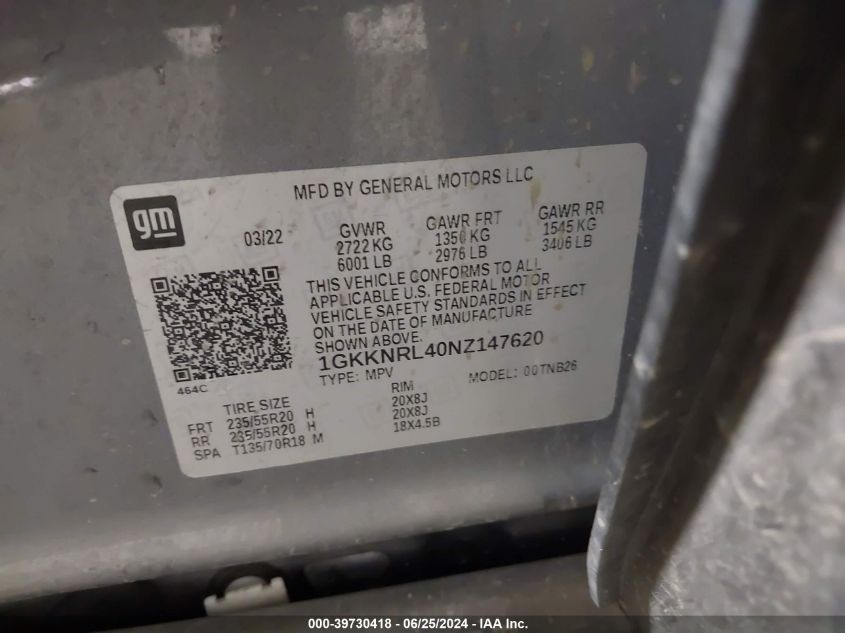 MFD BY GENERAL MOTORS LLC
gm
03/22
GVWR GAWR FRT GAWR RR
2722 KG 1350 KG 1545 KG
6001 LB 2976 LB 3406 LB
THIS VEHICLE CONFORMS TO ALL
APPLICABLE U.S. FEDERAL MOTOR
VEHICLE SAFETY STANDARDS IN EFFECT
ON THE DATE OF MANUFACTURE
SHOWN ABOVE.
1GKKNRL40NZ147620
TYPE: MPV MODEL: 00TNB26
464C
TIRE SIZE RIM
FRT 235/55R20 H 20X8J
RR 235/55R20 H 20X8J
SPA T135/70R18 M 18X4.5B
000-39730418 - 06/25/2024 - IAA Inc.